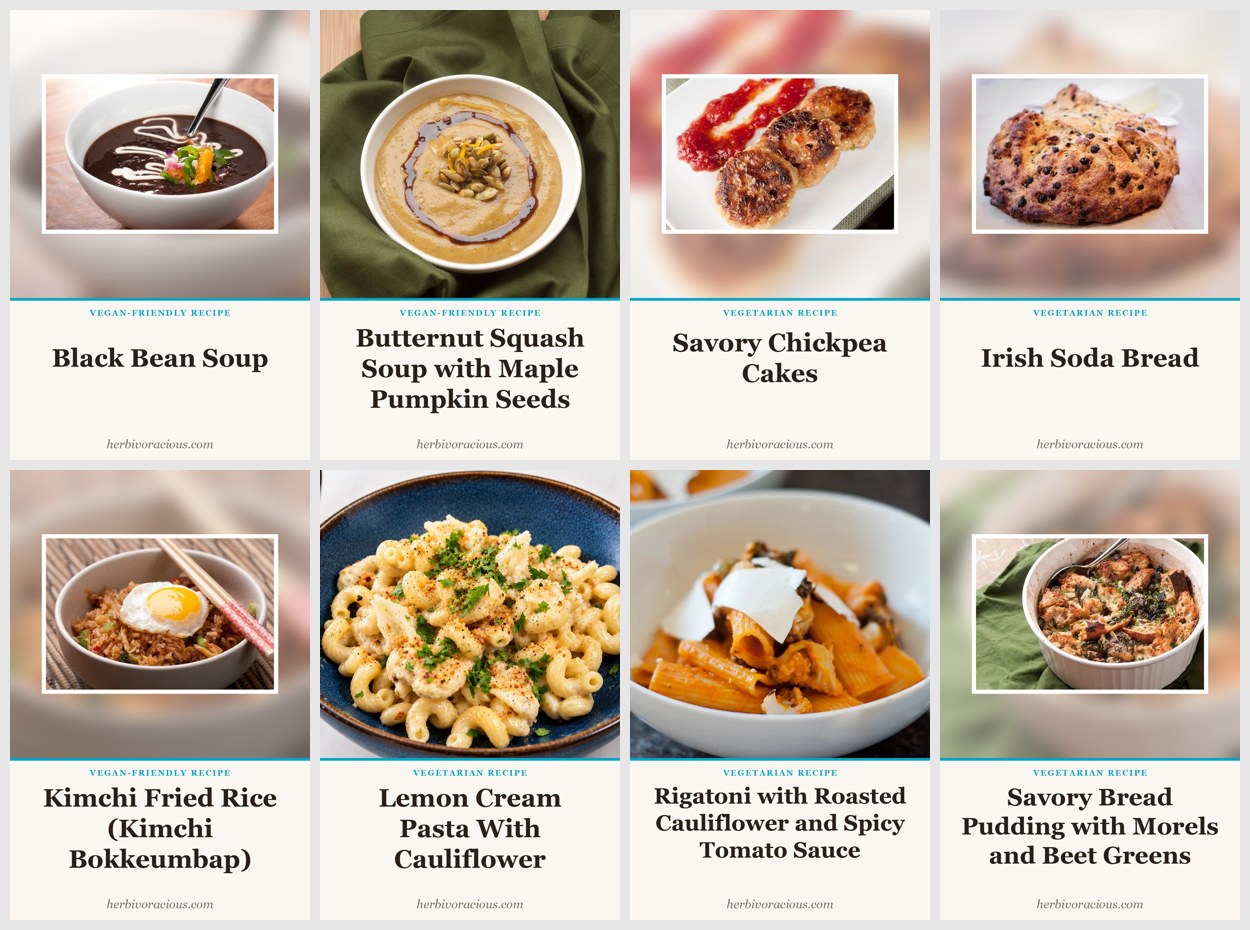 VEGAN-FRIENDLY RECIPE
Black Bean Soup
herbivoracious.com
VEGAN-FRIENDLY RECIPE
Butternut Squash
Soup with Maple
Pumpkin Seeds
herbivoracious.com
VEGETARIAN RECIPE
Savory Chickpea
Cakes
herbivoracious.com
VEGETARIAN RECIPE
Irish Soda Bread
herbivoracious.com
VEGAN-FRIENDLY RECIPE
Kimchi Fried Rice
(Kimchi
Bokkeumbap)
herbivoracious.com
VEGETARIAN RECIPE
Lemon Cream
Pasta With
Cauliflower
herbivoracious.com
VEGETARIAN RECIPE
Rigatoni with Roasted
Cauliflower and Spicy
Tomato Sauce
herbivoracious.com
VEGETARIAN RECIPE
Savory Bread
Pudding with Morels
and Beet Greens
herbivoracious.com